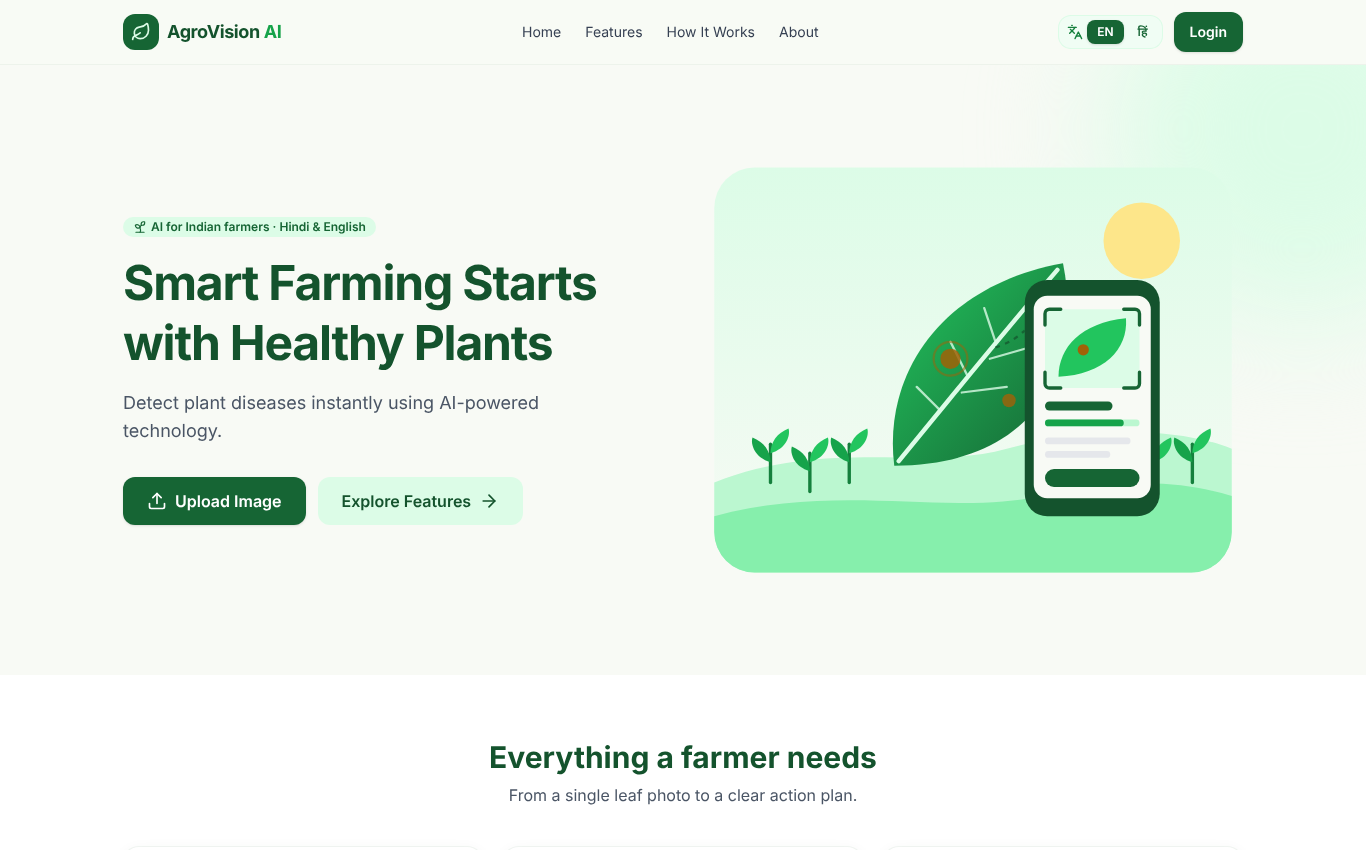 AgroVision AI
Home
Features
How It Works
About
EN
हिं
Login
AI for Indian farmers · Hindi & English
Smart Farming Starts
with Healthy Plants
Detect plant diseases instantly using AI-powered
technology.
Upload Image
Explore Features
Everything a farmer needs
From a single leaf photo to a clear action plan.